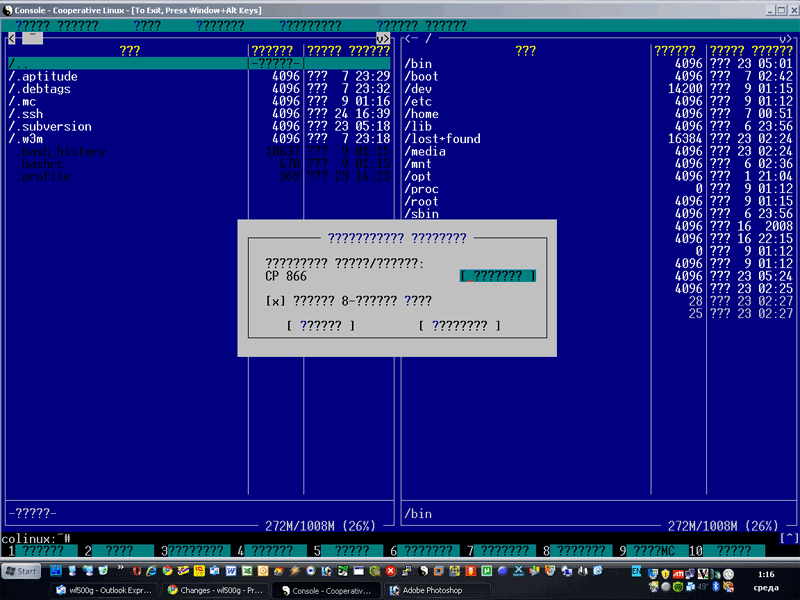 Console - Cooperative Linux - [To Exit, Press Window+Alt Keys]
????? ?????? ???? ??????? ????????? ?????? ??????
<- ~ v>
??? ?????? ????? ??????
/.. -?????-
/.aptitude 4096 ??? 7 23:29
/.debtags 4096 ??? 7 23:32
/.mc 4096 ??? 9 01:16
/.ssh 4096 ??? 24 16:39
/.subversion 4096 ??? 23 05:18
/.w3m 4096 ??? 7 23:18
.bash_history 10637 ??? 9 01:15
.bashrc 478 ??? 9 01:15
.profile 369 ??? 23 14:23
-?????-
272M/1008M (26%)
<- / v>
??? ?????? ????? ??????
/bin 4096 ??? 23 05:01
/boot 4096 ??? 7 02:42
/dev 14200 ??? 9 01:15
/etc 4096 ??? 9 01:12
/home 4096 ??? 7 00:51
/lib 4096 ??? 6 23:56
/lost+found 16384 ??? 23 02:24
/media 4096 ??? 23 02:24
/mnt 4096 ??? 6 02:36
/opt 4096 ??? 1 21:04
/proc 0 ??? 9 01:12
/root 4096 ??? 9 01:15
/sbin 4096 ??? 6 23:56
4096 ??? 16 2008
4096 ??? 16 22:15
0 ??? 9 01:12
4096 ??? 9 01:12
4096 ??? 23 05:24
4096 ??? 23 02:25
28 ??? 23 02:27
25 ??? 23 02:27
/bin
272M/1008M (26%)
??????????? ????????
????????? ?????/??????:
CP 866 [ ??????? ]
[x] ?????? 8-?????? ????
[ ?????? ] [ ????????? ]
colinux:~# [^]
1 ?????? 2 ???? 3 ???????? 4 ?????? 5 ????? 6 ??????? 7 ??????? 8 ??????? 9 ????MC 10 ?????
Start 1:16
wl500g - Outlook Expr... Changes - wl500g - Pr... Console - Cooperativ... Adobe Photoshop среда